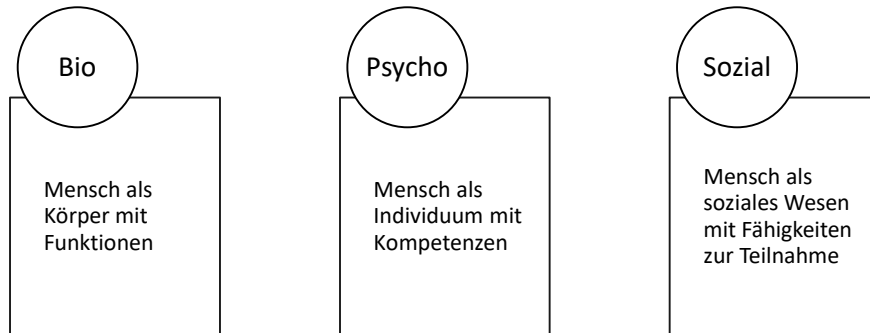 Bio
Mensch als
Körper mit
Funktionen
Psycho
Mensch als
Individuum mit
Kompetenzen
Sozial
Mensch als
soziales Wesen
mit Fähigkeiten
zur Teilnahme